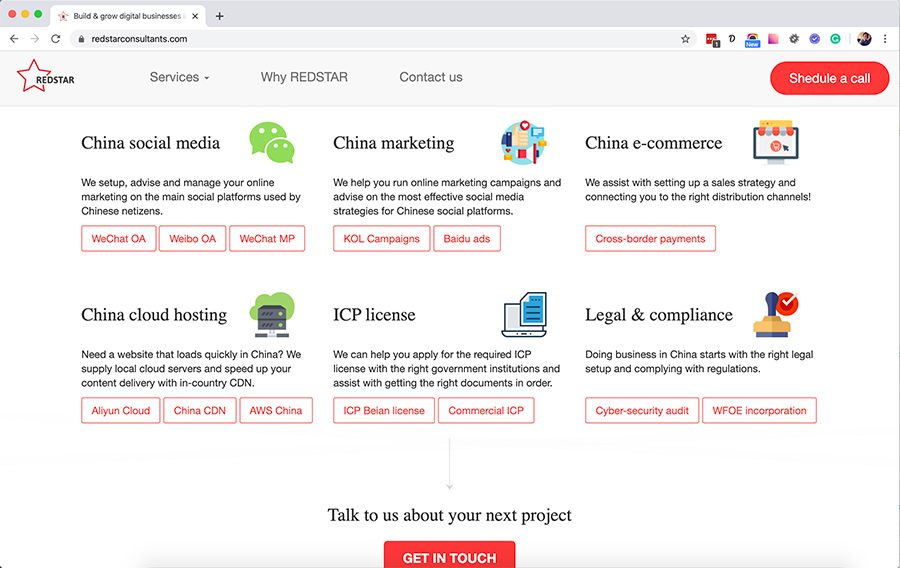 Build & grow digital businesses i
redstarconsultants.com
1
New
REDSTAR
Services
Why REDSTAR
Contact us
Shedule a call
China social media
We setup, advise and manage your online
marketing on the main social platforms used by
Chinese netizens.
WeChat OA
Weibo OA
WeChat MP
China marketing
We help you run online marketing campaigns and
advise on the most effective social media
strategies for Chinese social platforms.
KOL Campaigns
Baidu ads
China e-commerce
We assist with setting up a sales strategy and
connecting you to the right distribution channels!
Cross-border payments
China cloud hosting
Need a website that loads quickly in China? We
supply local cloud servers and speed up your
content delivery with in-country CDN.
Aliyun Cloud
China CDN
AWS China
ICP license
We can help you apply for the required ICP
license with the right government institutions and
assist with getting the right documents in order.
ICP Beian license
Commercial ICP
Legal & compliance
Doing business in China starts with the right legal
setup and complying with regulations.
Cyber-security audit
WFOE incorporation
Talk to us about your next project
GET IN TOUCH